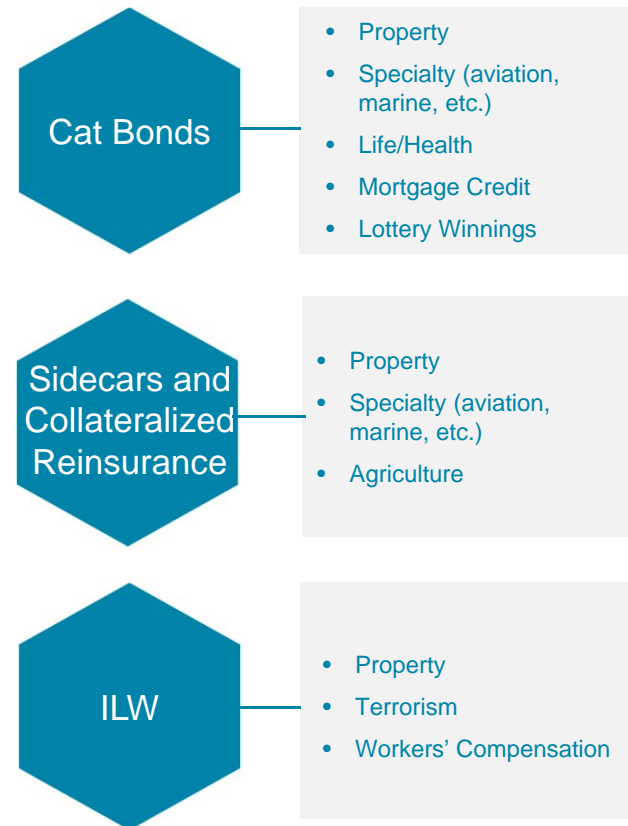 Cat Bonds
• Property
• Specialty (aviation,
marine, etc.)
• Life/Health
• Mortgage Credit
• Lottery Winnings
Sidecars and
Collateralized
Reinsurance
• Property
• Specialty (aviation,
marine, etc.)
• Agriculture
ILW
• Property
• Terrorism
• Workers’ Compensation